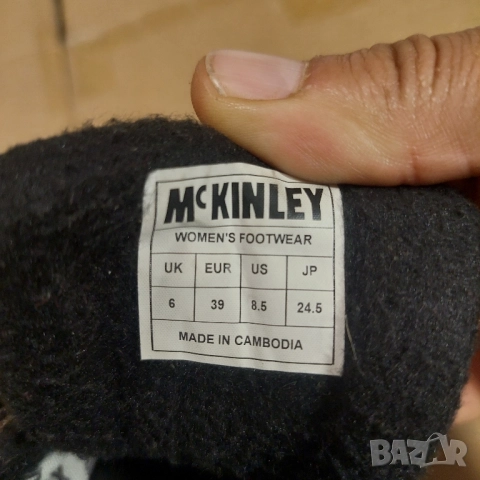 McKINLEY
WOMEN'S FOOTWEAR
UK EUR US JP
6 39 8.5 24.5
MADE IN CAMBODIA
BAZAR